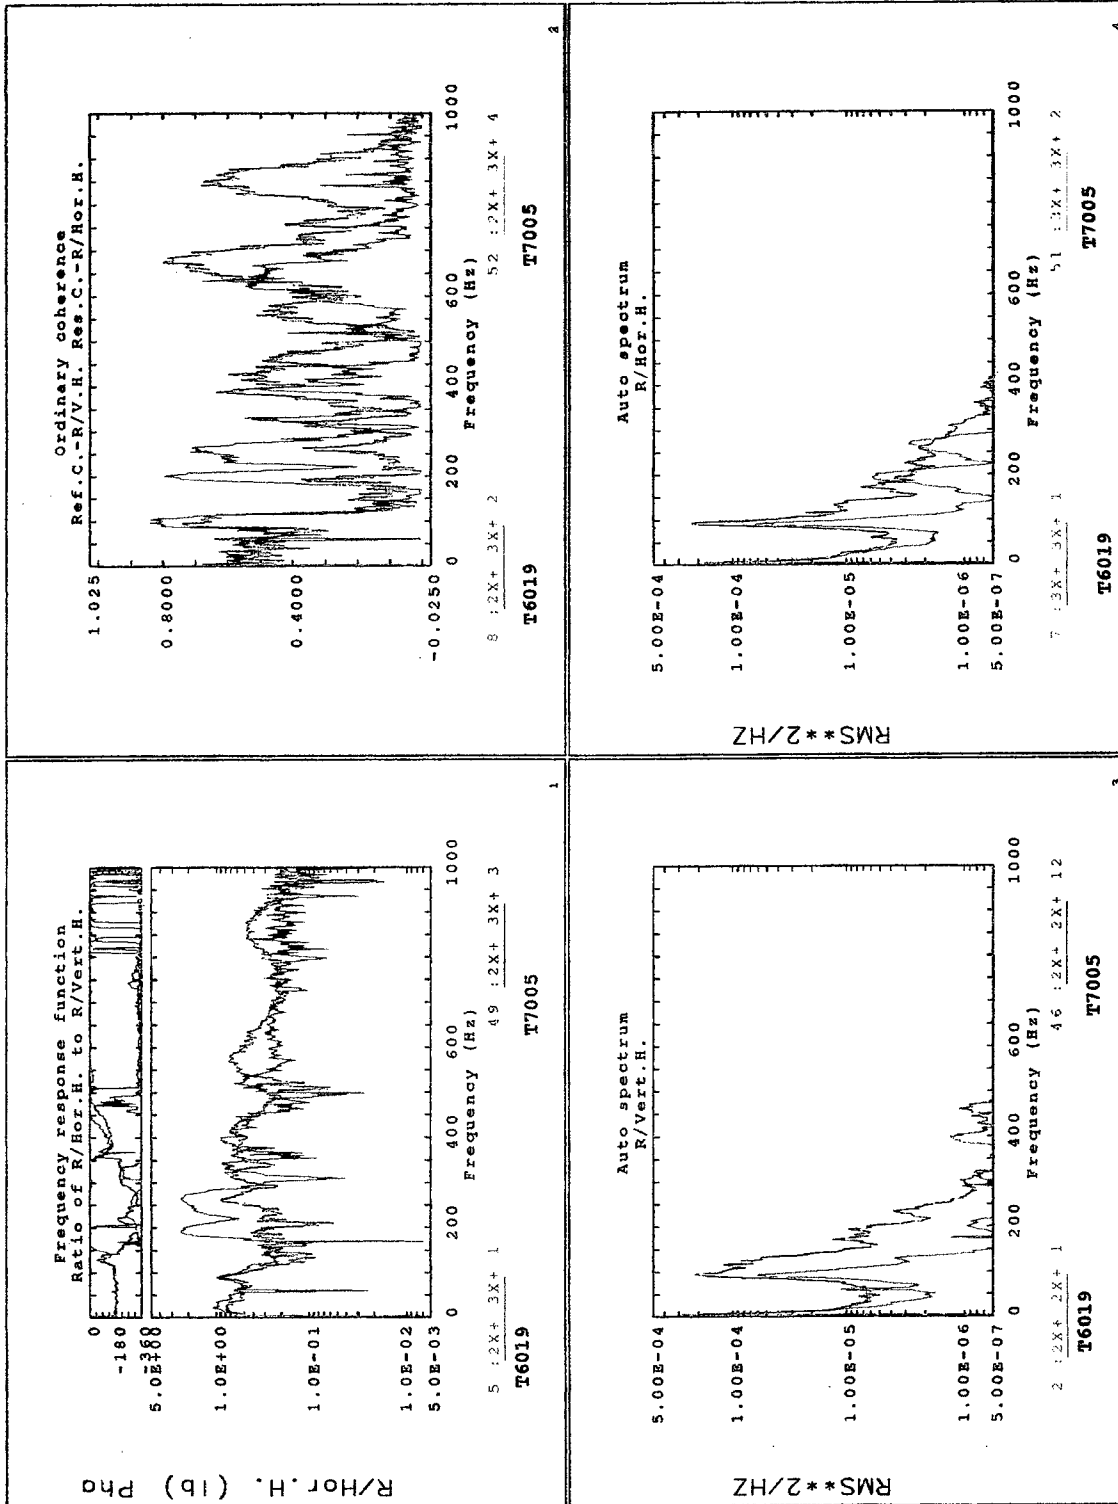 Frequency response function
Ratio of R/Hor.H. to R/Vert.H.
0
-180
-360
5.0E+00
1.0E+00
1.0E-01
1.0E-02
5.0E-03
R/Hor.H. (lb) Pha
0 200 400 600 1000
Frequency (Hz)
5 :2X+ 3X+ 1 49 :2X+ 3X+ 3
T6019 T7005
1
Ordinary coherence
Ref.C.-R/V.H. Res.C.-R/Hor.H.
1.025
0.8000
0.4000
-0.0250
0 200 400 600 1000
Frequency (Hz)
8 :2X+ 3X+ 2 52 :2X+ 3X+ 4
T6019 T7005
2
Auto spectrum
R/Vert.H.
5.00E-04
1.00E-04
1.00E-05
1.00E-06
5.00E-07
RMS**2/HZ
0 200 400 600 1000
Frequency (Hz)
2 :2X+ 2X+ 1 46 :2X+ 2X+ 12
T6019 T7005
3
Auto spectrum
R/Hor.H.
5.00E-04
1.00E-04
1.00E-05
1.00E-06
5.00E-07
RMS**2/HZ
0 200 400 600 1000
Frequency (Hz)
7 :3X+ 3X+ 1 51 :3X+ 3X+ 2
T6019 T7005
4